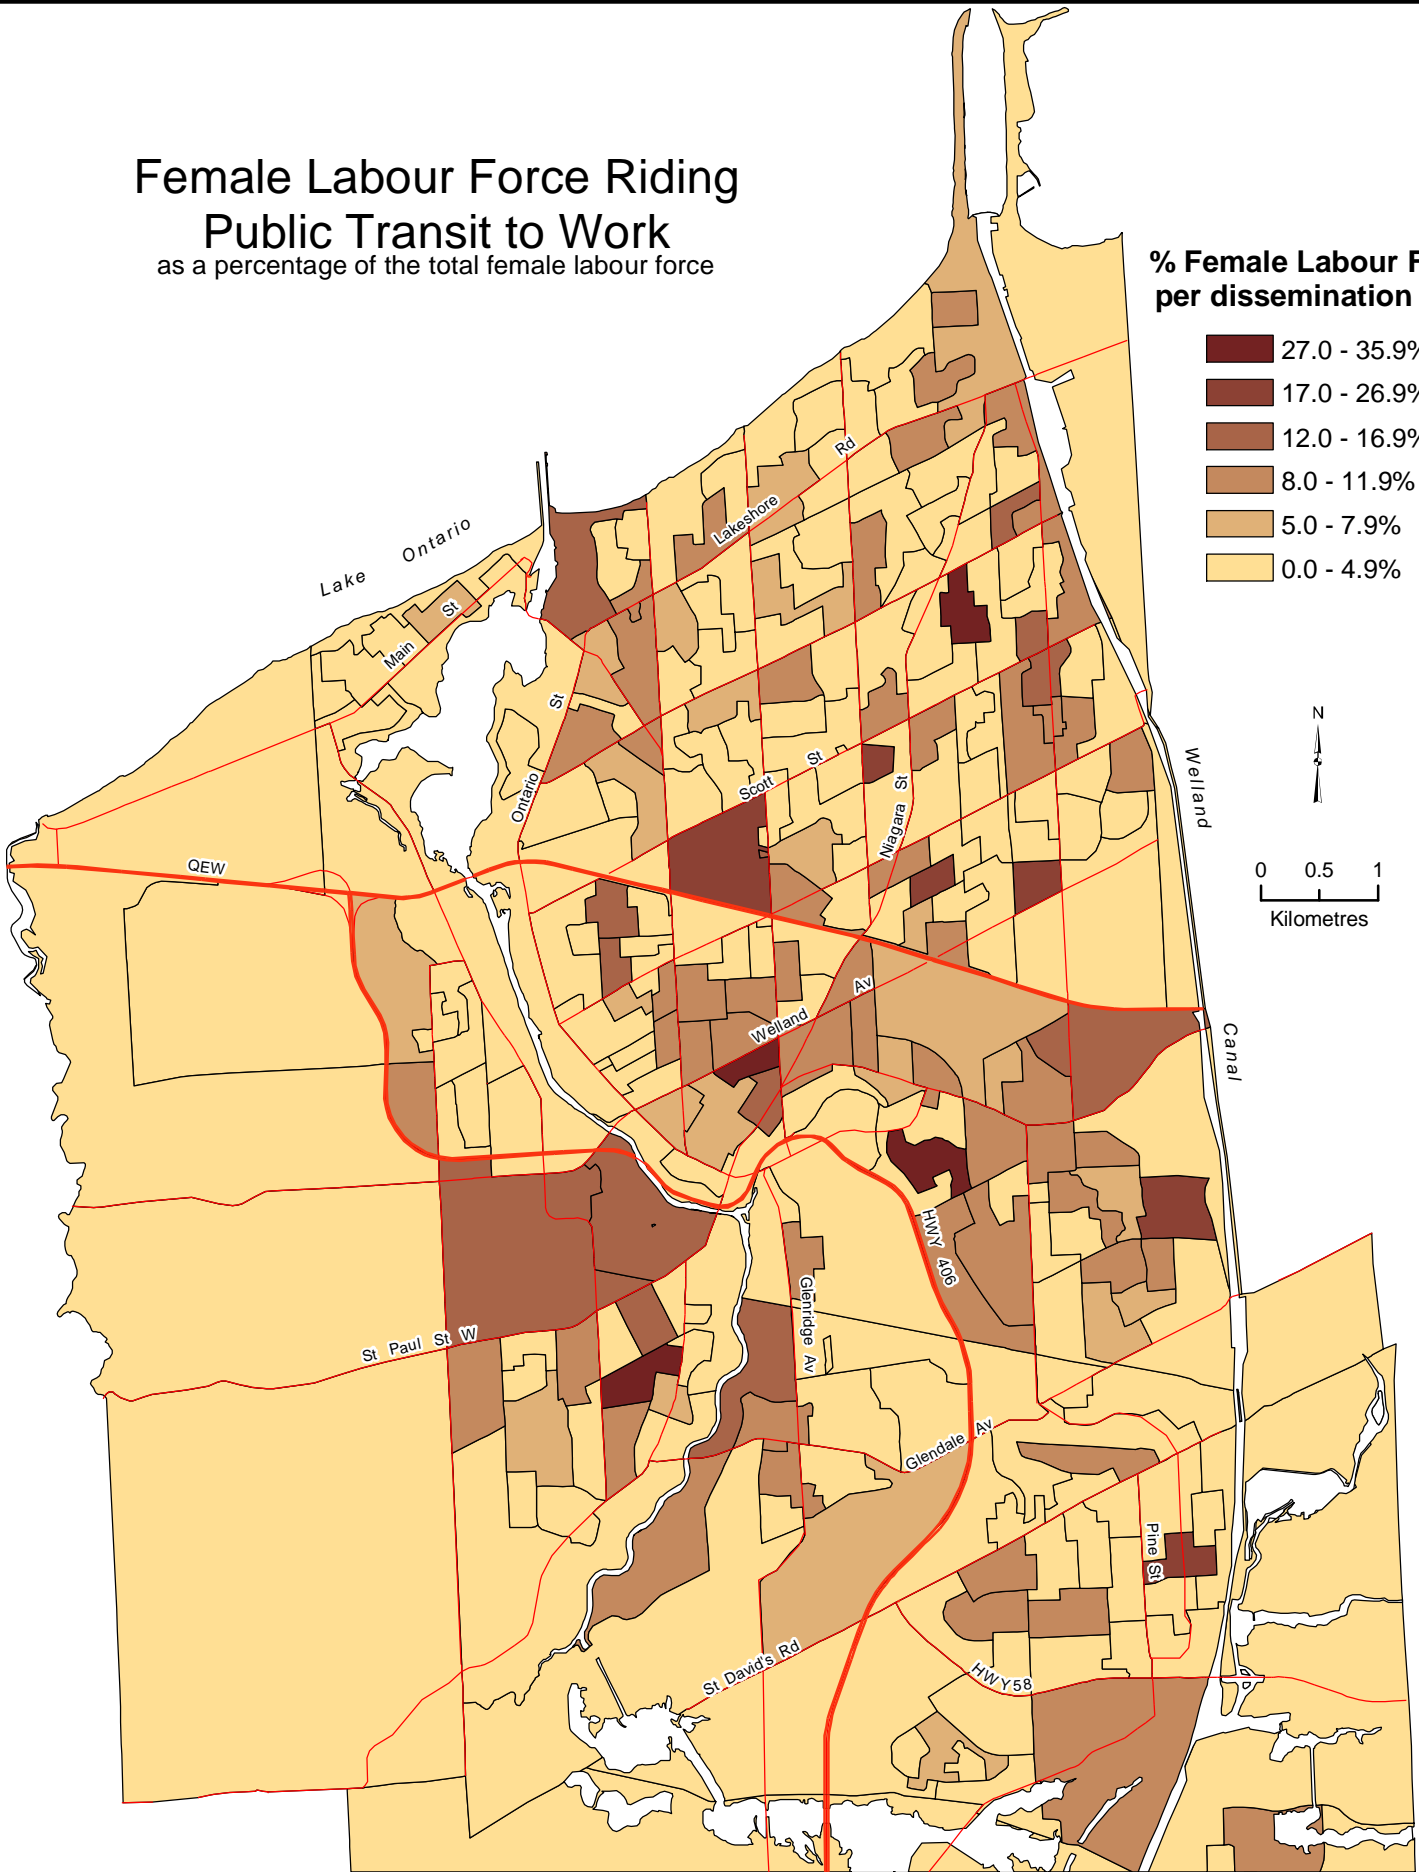 Female Labour Force Riding
Public Transit to Work
as a percentage of the total female labour force
% Female Labour F
per dissemination
27.0 - 35.9%
17.0 - 26.9%
12.0 - 16.9%
8.0 - 11.9%
5.0 - 7.9%
0.0 - 4.9%
Lake Ontario
Main St
Lakeshore Rd
Ontario St
Scott St
Niagara St
QEW
Welland Av
Welland Canal
N
0 0.5 1
Kilometres
HWY 406
Glenridge Av
St Paul St W
Glendale Av
Pine St
St David's Rd
HWY58